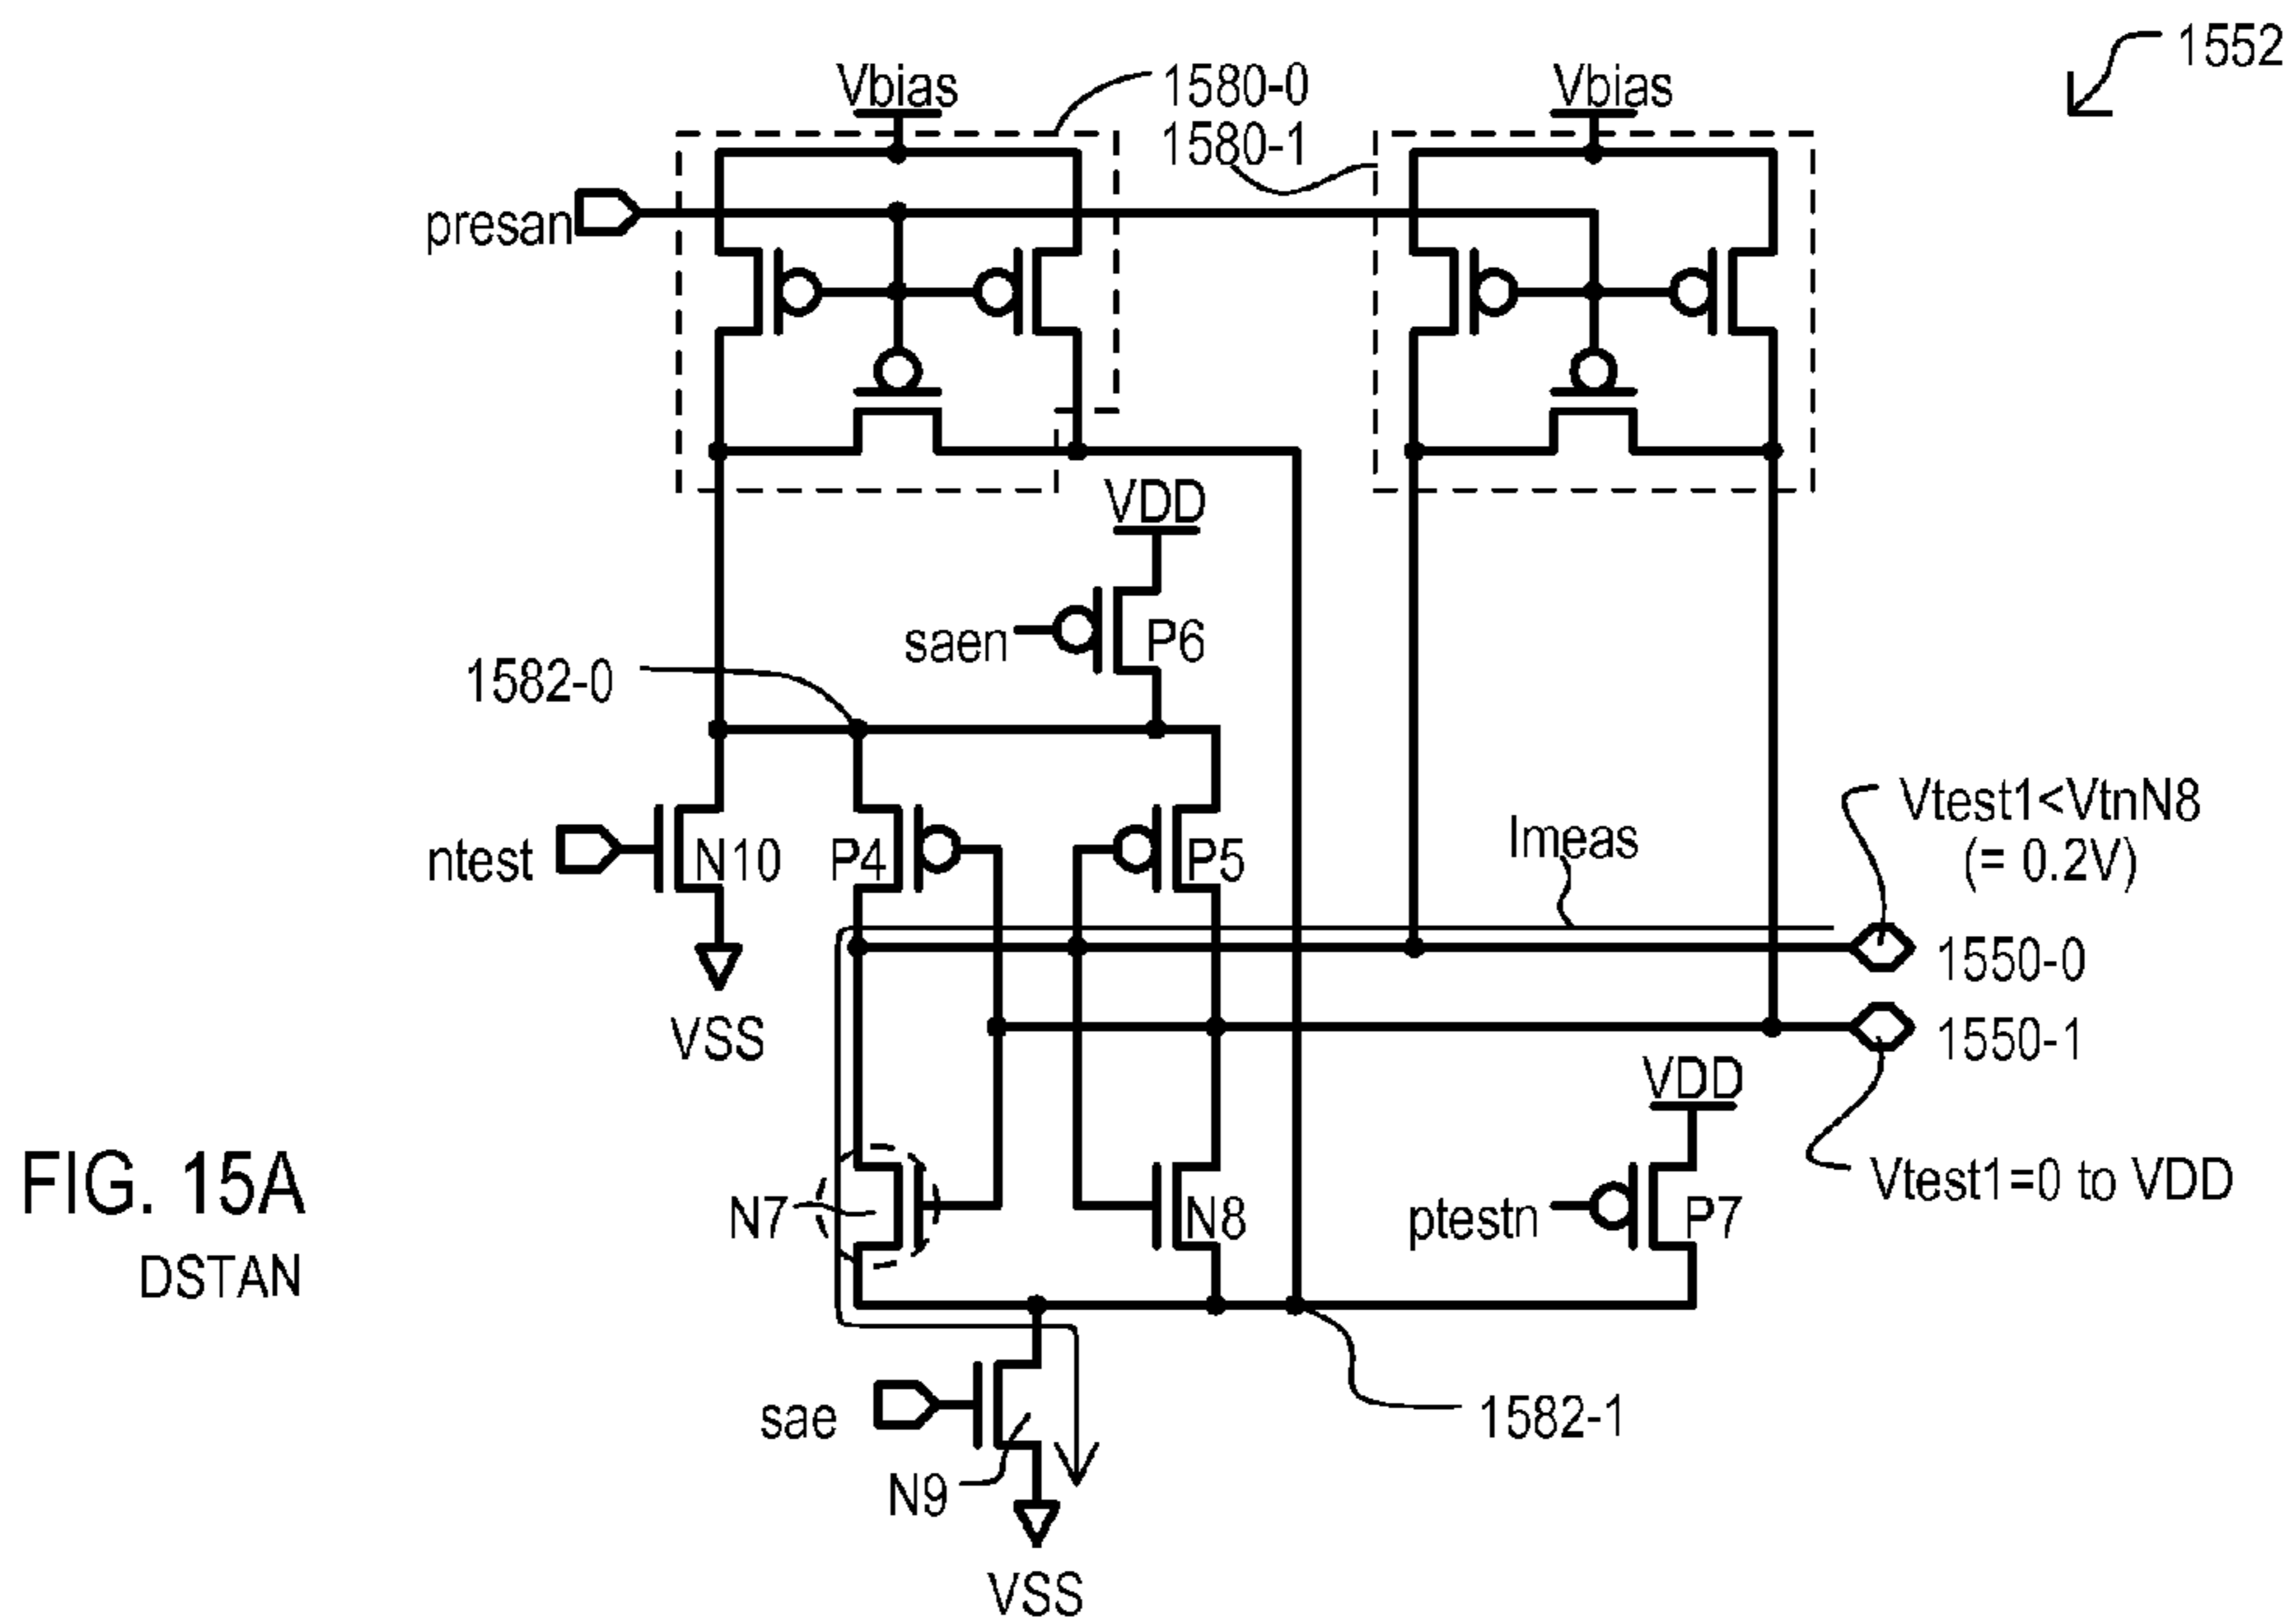 1552
Vbias
1580-0
Vbias
1580-1
presan
VDD
saen
P6
1582-0
Vtest1<VtnN8
(= 0.2V)
Imeas
ntest
N10
P4
P5
1550-0
VSS
1550-1
VDD
FIG. 15A
DSTAN
N7
N8
ptestn
P7
Vtest1=0 to VDD
sae
1582-1
N9
VSS